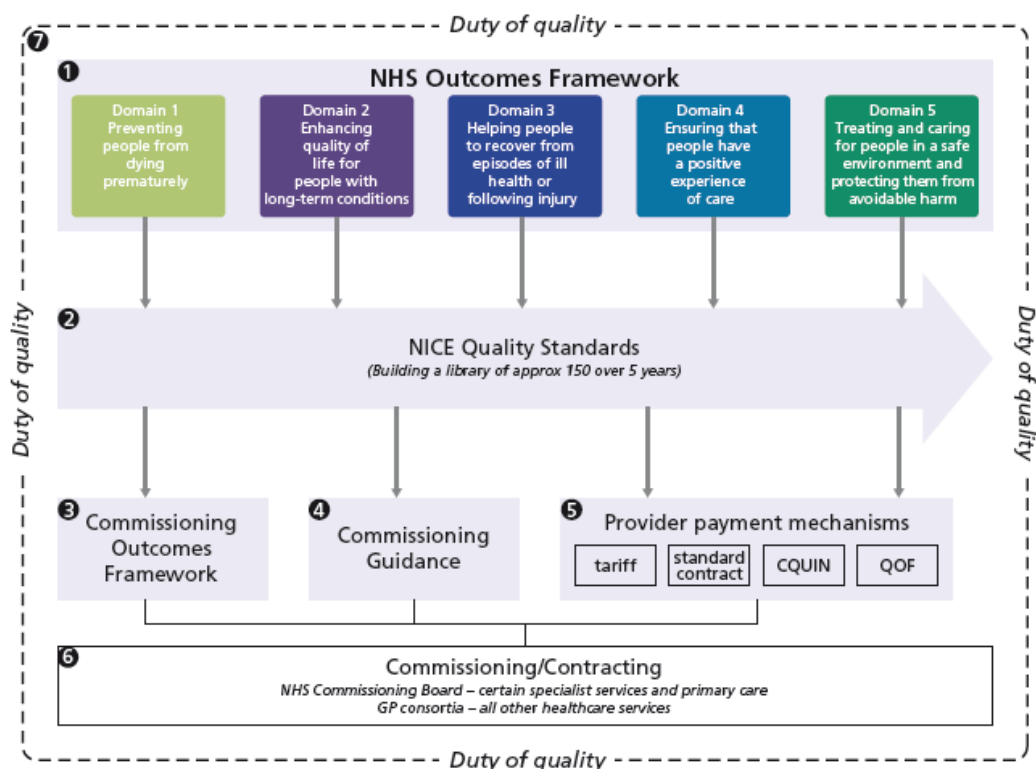 Duty of quality
7
1
NHS Outcomes Framework
Domain 1
Preventing
people from
dying
prematurely
Domain 2
Enhancing
quality of
life for
people with
long-term conditions
Domain 3
Helping people
to recover from
episodes of ill
health or
following injury
Domain 4
Ensuring that
people have
a positive
experience
of care
Domain 5
Treating and caring
for people in a safe
environment and
protecting them from
avoidable harm
Duty of quality
Duty of quality
2
NICE Quality Standards
(Building a library of approx 150 over 5 years)
3
Commissioning
Outcomes
Framework
4
Commissioning
Guidance
5
Provider payment mechanisms
tariff
standard
contract
CQUIN
QOF
6
Commissioning/Contracting
NHS Commissioning Board – certain specialist services and primary care
GP consortia – all other healthcare services
Duty of quality